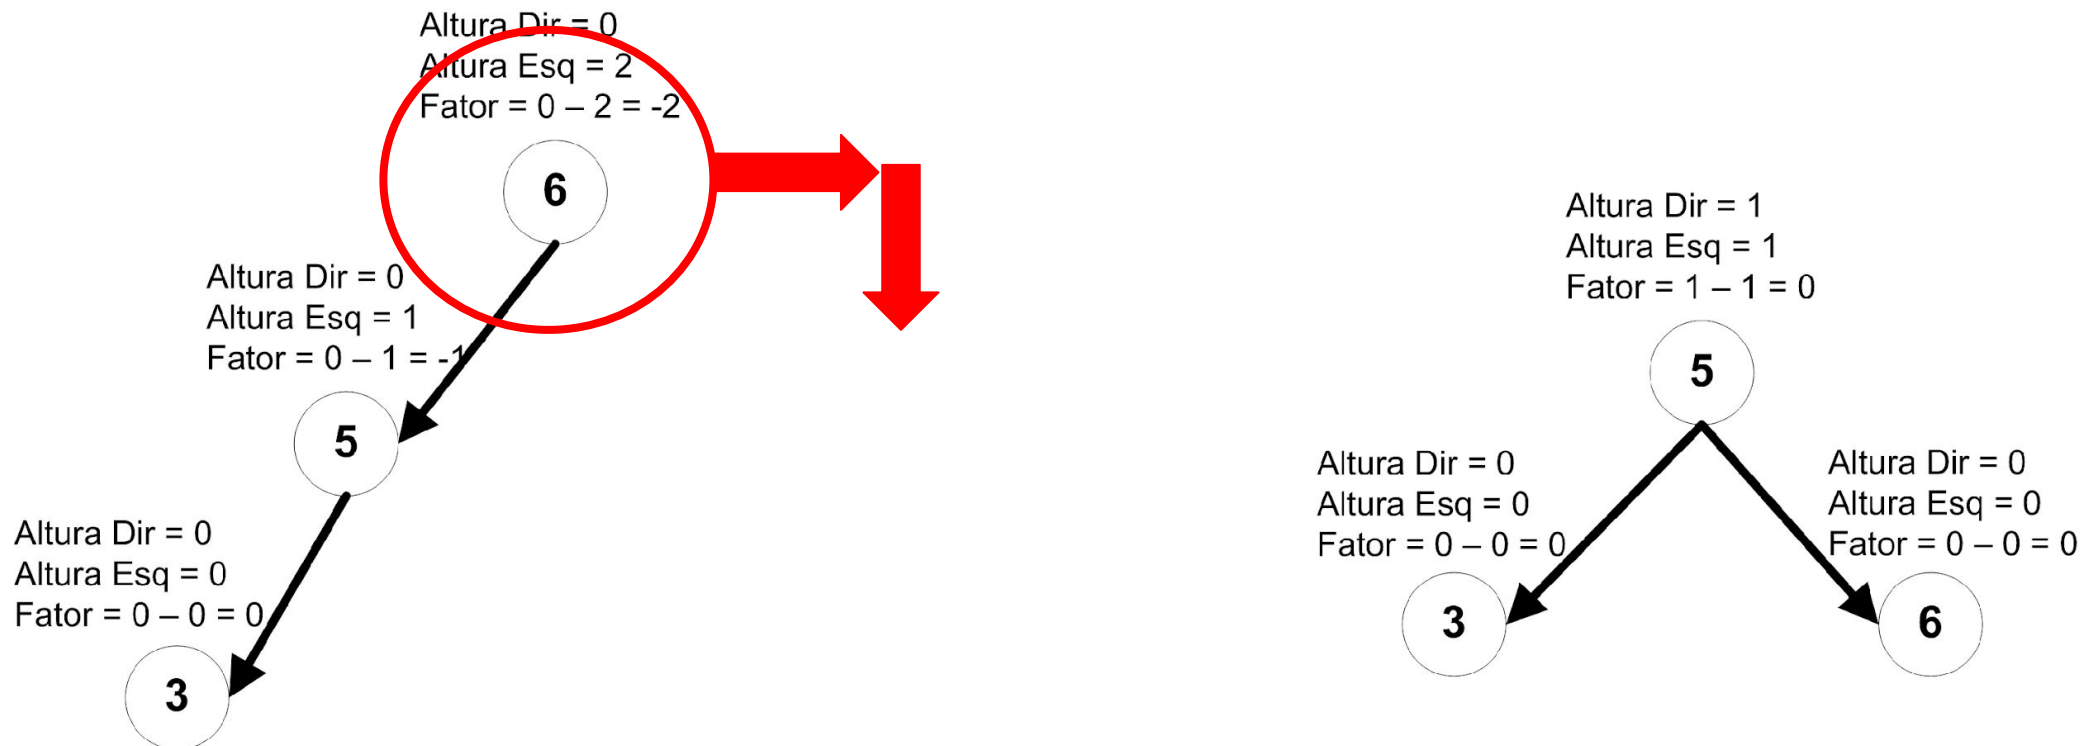 Altura Dir = 0
Altura Esq = 2
Fator = 0 – 2 = -2
6
Altura Dir = 0
Altura Esq = 1
Fator = 0 – 1 = -1
5
Altura Dir = 0
Altura Esq = 0
Fator = 0 – 0 = 0
3
Altura Dir = 1
Altura Esq = 1
Fator = 1 – 1 = 0
5
Altura Dir = 0
Altura Esq = 0
Fator = 0 – 0 = 0
3
Altura Dir = 0
Altura Esq = 0
Fator = 0 – 0 = 0
6